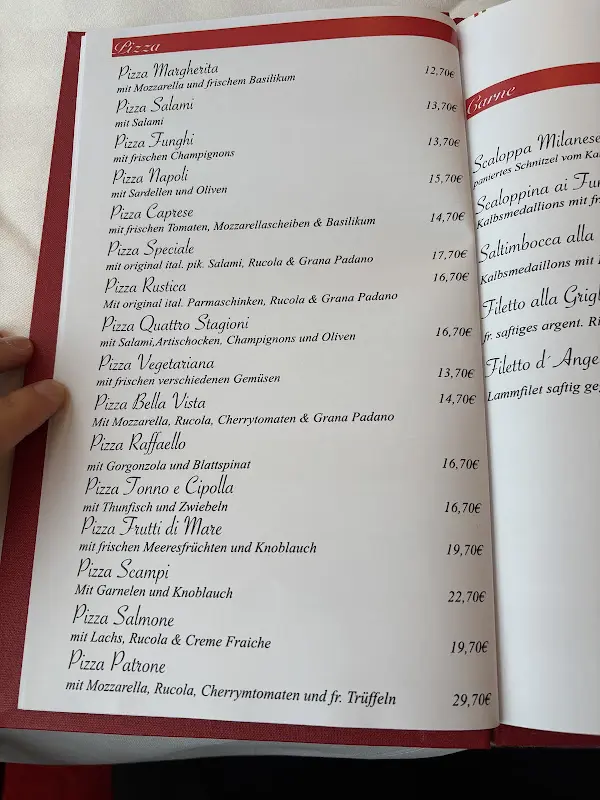 Pizza
Pizza Margherita 12,70€
mit Mozzarella und frischem Basilikum
Pizza Salami 13,70€
mit Salami
Pizza Funghi 13,70€
mit frischen Champignons
Pizza Napoli 15,70€
mit Sardellen und Oliven
Pizza Caprese 14,70€
mit frischen Tomaten, Mozzarellascheiben & Basilikum
Pizza Speciale 17,70€
mit original ital. pik. Salami, Rucola & Grana Padano
Pizza Rustica 16,70€
Mit original ital. Parmaschinken, Rucola & Grana Padano
Pizza Quattro Stagioni 16,70€
mit Salami,Artischocken, Champignons und Oliven
Pizza Vegetariana 13,70€
mit frischen verschiedenen Gemüsen
Pizza Bella Vista 14,70€
Mit Mozzarella, Rucola, Cherrytomaten & Grana Padano
Pizza Raffaello
mit Gorgonzola und Blattspinat 16,70€
Pizza Tonno e Cipolla
mit Thunfisch und Zwiebeln 16,70€
Pizza Frutti di Mare
mit frischen Meeresfrüchten und Knoblauch 19,70€
Pizza Scampi
Mit Garnelen und Knoblauch 22,70€
Pizza Salmone
mit Lachs, Rucola & Creme Fraiche 19,70€
Pizza Patrone
mit Mozzarella, Rucola, Cherrymtomaten und fr. Trüffeln 29,70€
Carne
Scaloppa Milanese
paniertes Schnitzel vom
Scaloppina ai
Kalbsmedallions mit
Saltimbocca alla
Kalbsmedaillons mit
Filetto alla
fr. saftiges argent.
Filetto d´
Lammfilet saftig